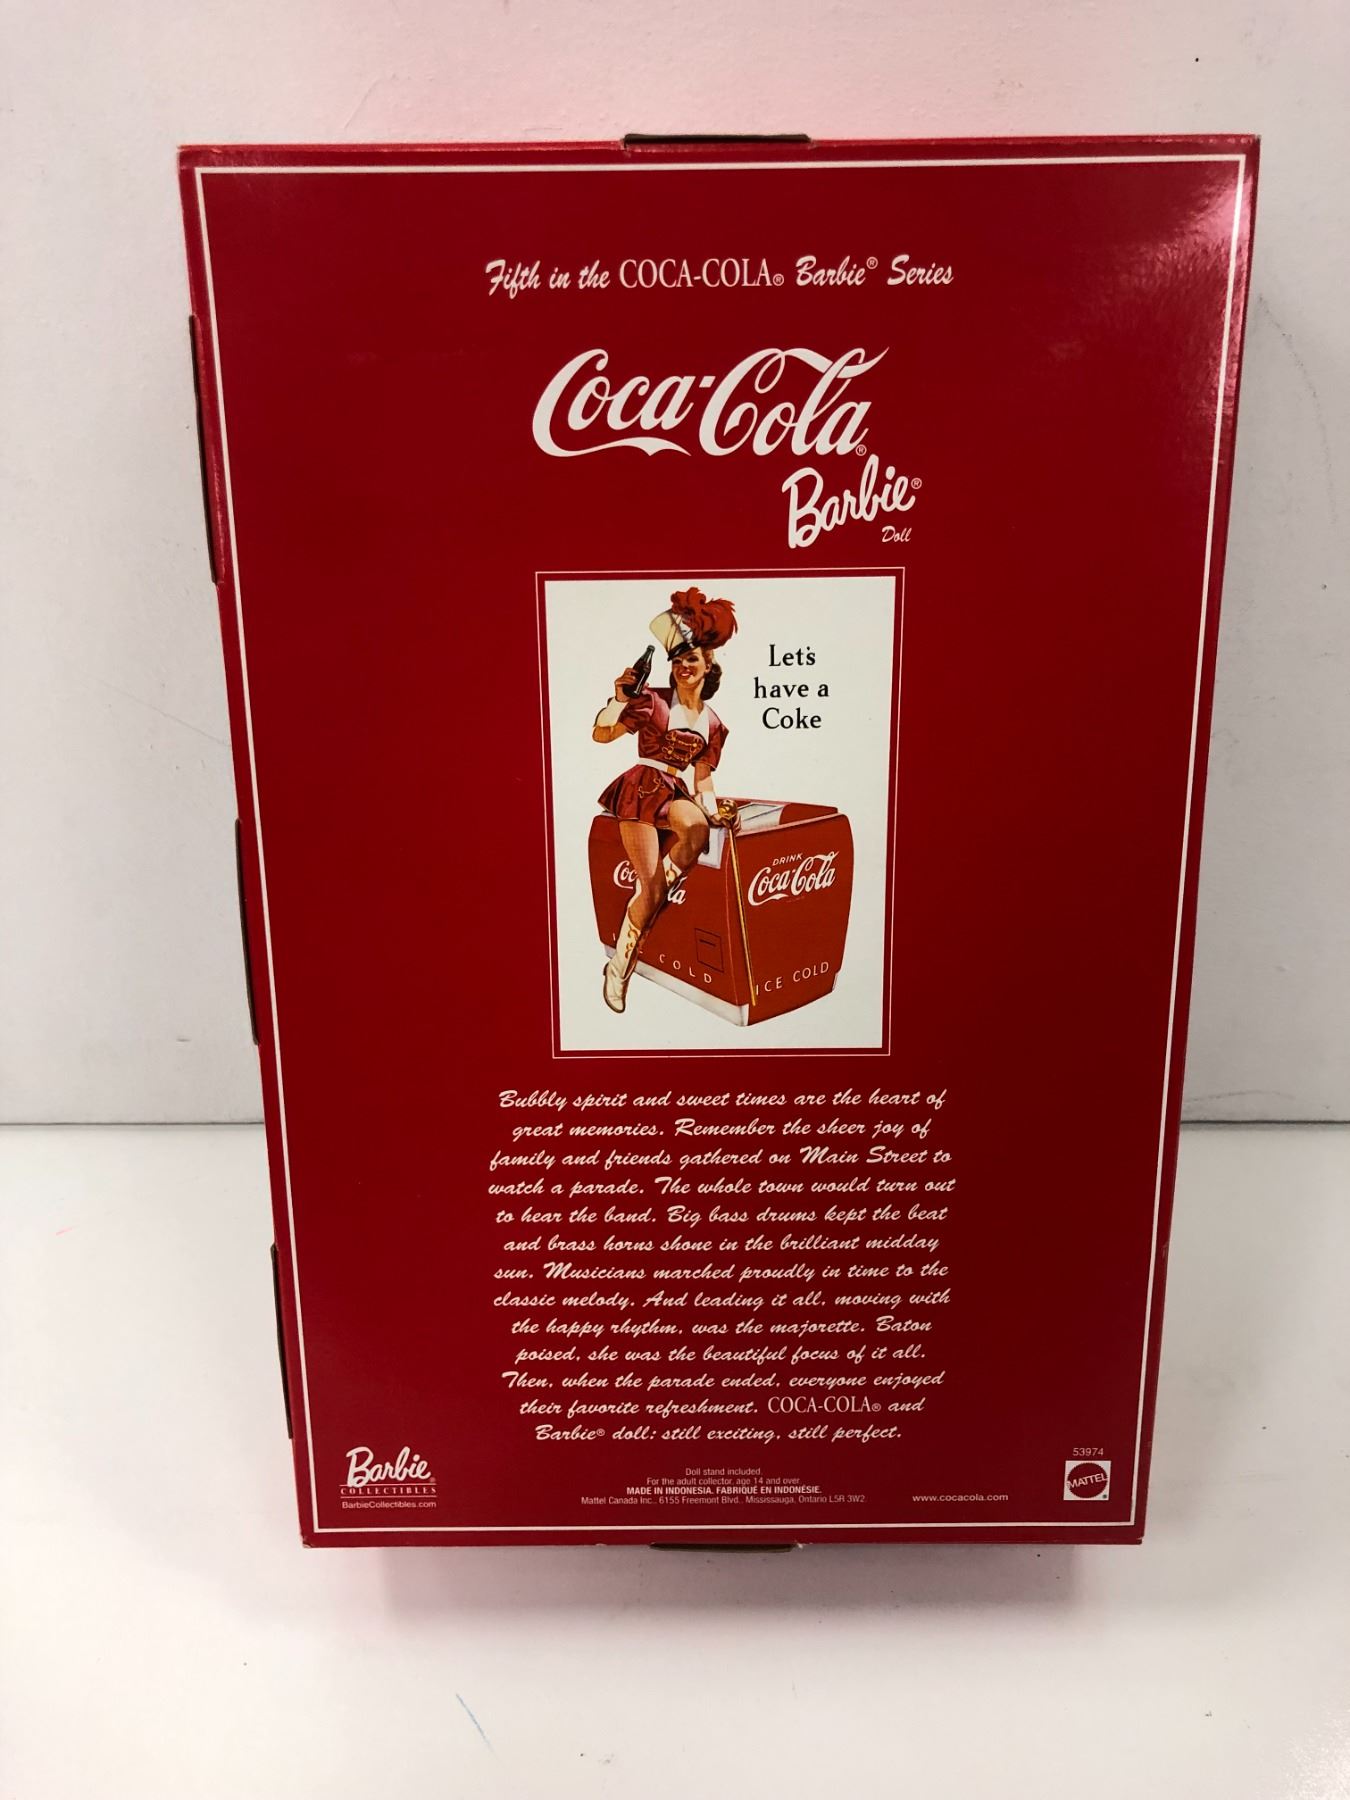 Fifth in the COCA-COLA® Barbie® Series
Coca-Cola®
Barbie®
Doll
Let's
have a
Coke
DRINK
Coca-Cola
COLD
ICE COLD
Bubbly spirit and sweet times are the heart of
great memories. Remember the sheer joy of
family and friends gathered on Main Street to
watch a parade. The whole town would turn out
to hear the band. Big bass drums kept the beat
and brass horns shone in the brilliant midday
sun. Musicians marched proudly in time to the
classic melody. And leading it all, moving with
the happy rhythm, was the majorette. Baton
poised, she was the beautiful focus of it all.
Then, when the parade ended, everyone enjoyed
their favorite refreshment. COCA-COLA® and
Barbie® doll: still exciting, still perfect.
Barbie®
COLLECTIBLES
BarbieCollectibles.com
Doll stand included.
For the adult collector, age 14 and over.
MADE IN INDONESIA. FABRIQUÉ EN INDONÉSIE.
Mattel Canada Inc., 6155 Freemont Blvd., Mississauga, Ontario L5R 3W2.
www.cocacola.com
53974
MATTEL®